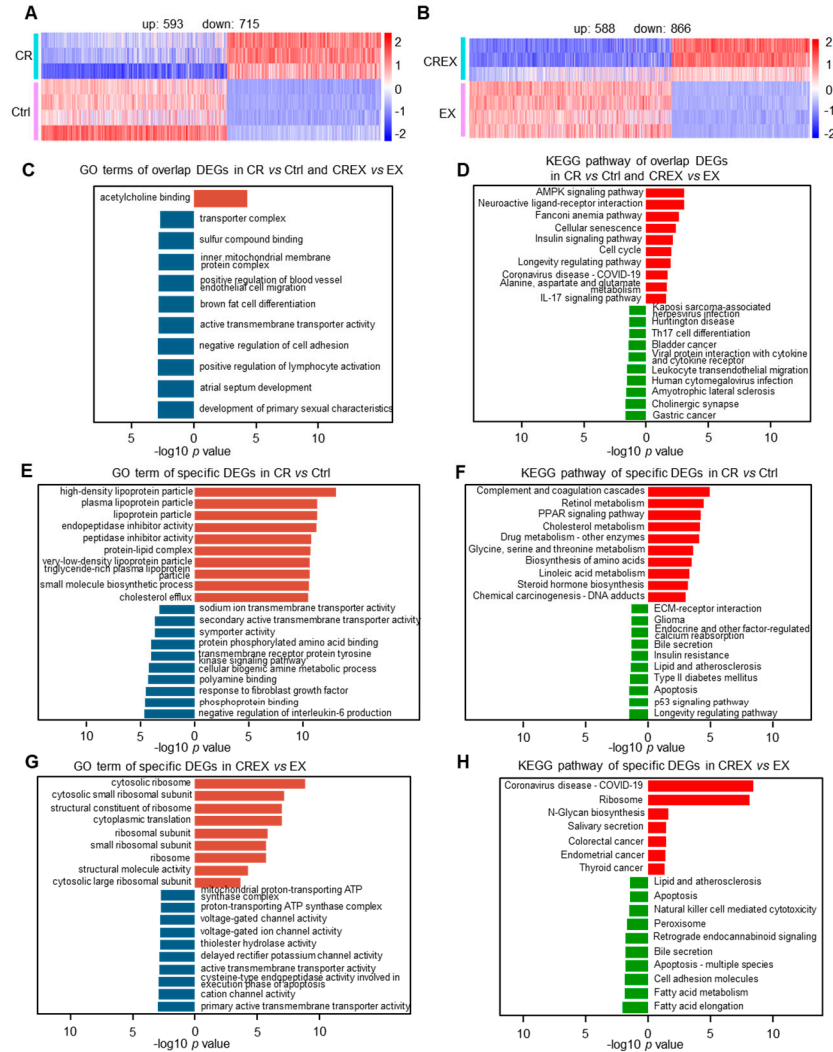 A
up: 593 down: 715
CR
Ctrl
2
1
0
-1
-2
B
up: 588 down: 866
CREX
EX
2
1
0
-1
-2
C
GO terms of overlap DEGs in CR vs Ctrl and CREX vs EX
acetylcholine binding
transporter complex
sulfur compound binding
inner mitochondrial membrane
protein complex
positive regulation of blood vessel
endothelial cell migration
brown fat cell differentiation
active transmembrane transporter activity
negative regulation of cell adhesion
positive regulation of lymphocyte activation
atrial septum development
development of primary sexual characteristics
5 0 5 10
-log10 p value
D
KEGG pathway of overlap DEGs
in CR vs Ctrl and CREX vs EX
AMPK signaling pathway
Neuroactive ligand-receptor interaction
Fanconi anemia pathway
Cellular senescence
Insulin signaling pathway
Cell cycle
Longevity regulating pathway
Coronavirus disease - COVID-19
Alanine, aspartate and glutamate
metabolism
IL-17 signaling pathway
Kaposi sarcoma-associated
herpesvirus infection
Huntington disease
Th17 cell differentiation
Bladder cancer
Viral protein interaction with cytokine
and cytokine receptor
Leukocyte transendothelial migration
Human cytomegalovirus infection
Amyotrophic lateral sclerosis
Cholinergic synapse
Gastric cancer
10 5 0 5 10
-log10 p value
E
GO term of specific DEGs in CR vs Ctrl
high-density lipoprotein particle
plasma lipoprotein particle
lipoprotein particle
endopeptidase inhibitor activity
peptidase inhibitor activity
protein-lipid complex
very-low-density lipoprotein particle
triglyceride-rich plasma lipoprotein
particle
small molecule biosynthetic process
cholesterol efflux
sodium ion transmembrane transporter activity
secondary active transmembrane transporter activity
symporter activity
protein phosphorylated amino acid binding
transmembrane receptor protein tyrosine
kinase signaling pathway
cellular biogenic amine metabolic process
polyamine binding
response to fibroblast growth factor
phosphoprotein binding
negative regulation of interleukin-6 production
10 5 0 5 10
-log10 p value
F
KEGG pathway of specific DEGs in CR vs Ctrl
Complement and coagulation cascades
Retinol metabolism
PPAR signaling pathway
Cholesterol metabolism
Drug metabolism - other enzymes
Glycine, serine and threonine metabolism
Biosynthesis of amino acids
Linoleic acid metabolism
Steroid hormone biosynthesis
Chemical carcinogenesis - DNA adducts
ECM-receptor interaction
Glioma
Endocrine and other factor-regulated
calcium reabsorption
Bile secretion
Insulin resistance
Lipid and atherosclerosis
Type II diabetes mellitus
Apoptosis
p53 signaling pathway
Longevity regulating pathway
10 5 0 5 10
-log10 p value
G
GO term of specific DEGs in CREX vs EX
cytosolic ribosome
cytosolic small ribosomal subunit
structural constituent of ribosome
cytoplasmic translation
ribosomal subunit
small ribosomal subunit
ribosome
structural molecule activity
cytosolic large ribosomal subunit
mitochondrial proton-transporting ATP
synthase complex
proton-transporting ATP synthase complex
voltage-gated channel activity
voltage-gated ion channel activity
thiolester hydrolase activity
delayed rectifier potassium channel activity
active transmembrane transporter activity
cysteine-type endopeptidase activity involved in
execution phase of apoptosis
cation channel activity
primary active transmembrane transporter activity
10 5 0 5 10
-log10 p value
H
KEGG pathway of specific DEGs in CREX vs EX
Coronavirus disease - COVID-19
Ribosome
N-Glycan biosynthesis
Salivary secretion
Colorectal cancer
Endometrial cancer
Thyroid cancer
Lipid and atherosclerosis
Apoptosis
Natural killer cell mediated cytotoxicity
Peroxisome
Retrograde endocannabinoid signaling
Bile secretion
Apoptosis - multiple species
Cell adhesion molecules
Fatty acid metabolism
Fatty acid elongation
10 5 0 5 10
-log10 p value